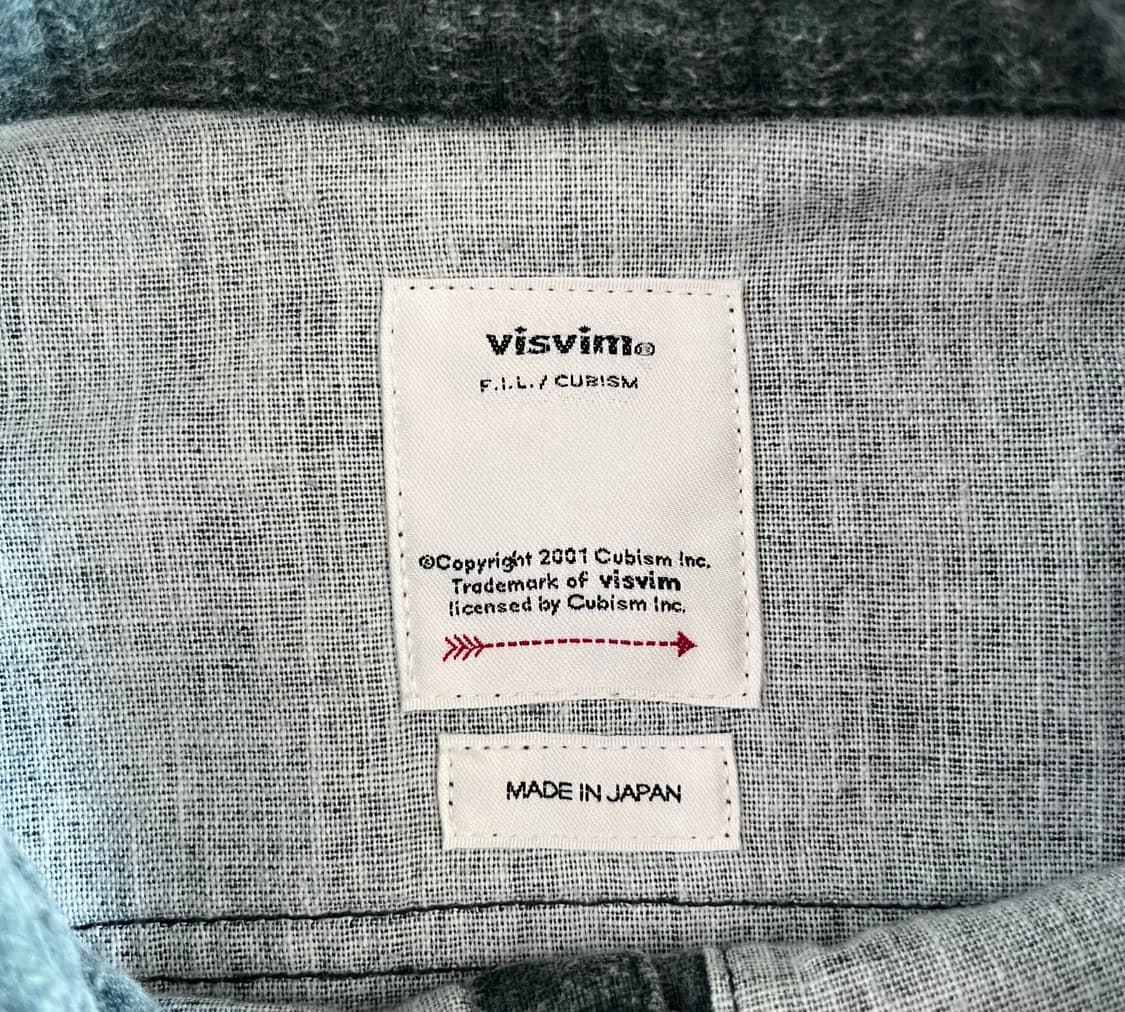 visvim®
F.I.L. / CUBISM
©Copyright 2001 Cubism Inc.
Trademark of visvim
licensed by Cubism Inc.
MADE IN JAPAN